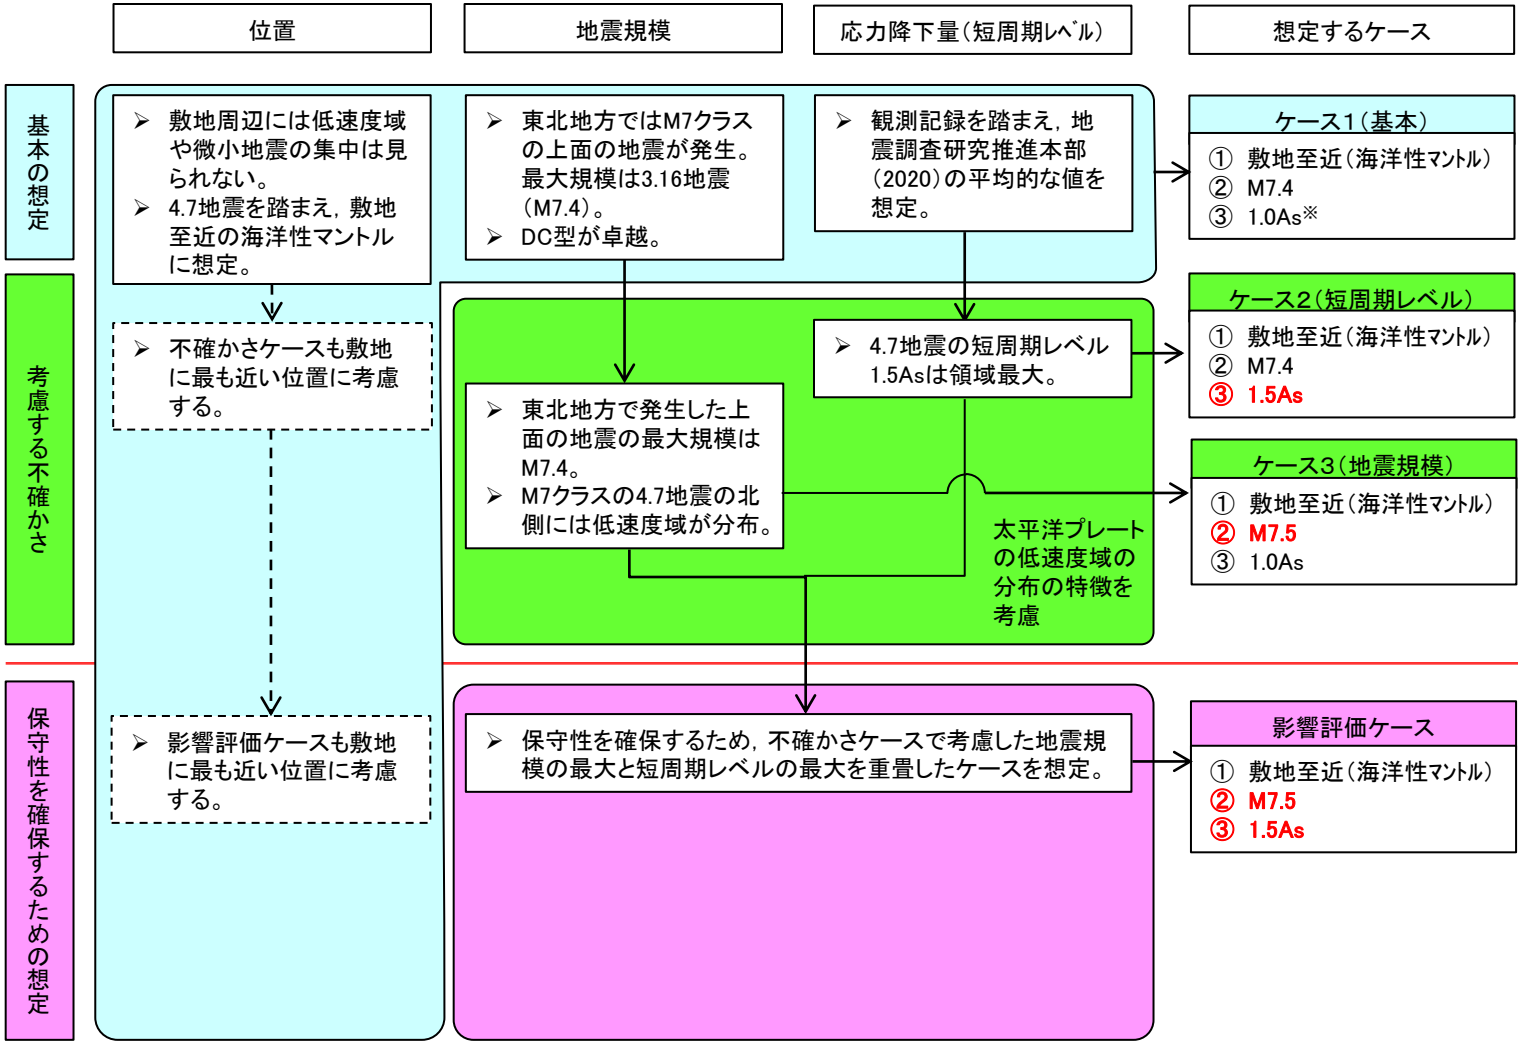 位置
地震規模
応力降下量（短周期ﾚﾍﾞﾙ）
想定するケース
基本の想定
➢ 敷地周辺には低速度域
や微小地震の集中は見
られない。
➢ 4.7地震を踏まえ，敷地
至近の海洋性マントル
に想定。
➢ 東北地方ではM7クラス
の上面の地震が発生。
最大規模は3.16地震
（M7.4）。
➢ DC型が卓越。
➢ 観測記録を踏まえ，地
震調査研究推進本部
（2020）の平均的な値を
想定。
ケース1（基本）
① 敷地至近（海洋性ﾏﾝﾄﾙ）
② M7.4
③ 1.0As※
考慮する不確かさ
➢ 不確かさケースも敷地
に最も近い位置に考慮
する。
➢ 4.7地震の短周期レベル
1.5Asは領域最大。
➢ 東北地方で発生した上
面の地震の最大規模は
M7.4。
➢ M7クラスの4.7地震の北
側には低速度域が分布。
太平洋プレート
の低速度域の
分布の特徴を
考慮
ケース2（短周期レベル）
① 敷地至近（海洋性ﾏﾝﾄﾙ）
② M7.4
③ 1.5As
ケース3（地震規模）
① 敷地至近（海洋性ﾏﾝﾄﾙ）
② M7.5
③ 1.0As
保守性を確保するための想定
➢ 影響評価ケースも敷地
に最も近い位置に考慮
する。
➢ 保守性を確保するため，不確かさケースで考慮した地震規
模の最大と短周期レベルの最大を重畳したケースを想定。
影響評価ケース
① 敷地至近（海洋性ﾏﾝﾄﾙ）
② M7.5
③ 1.5As